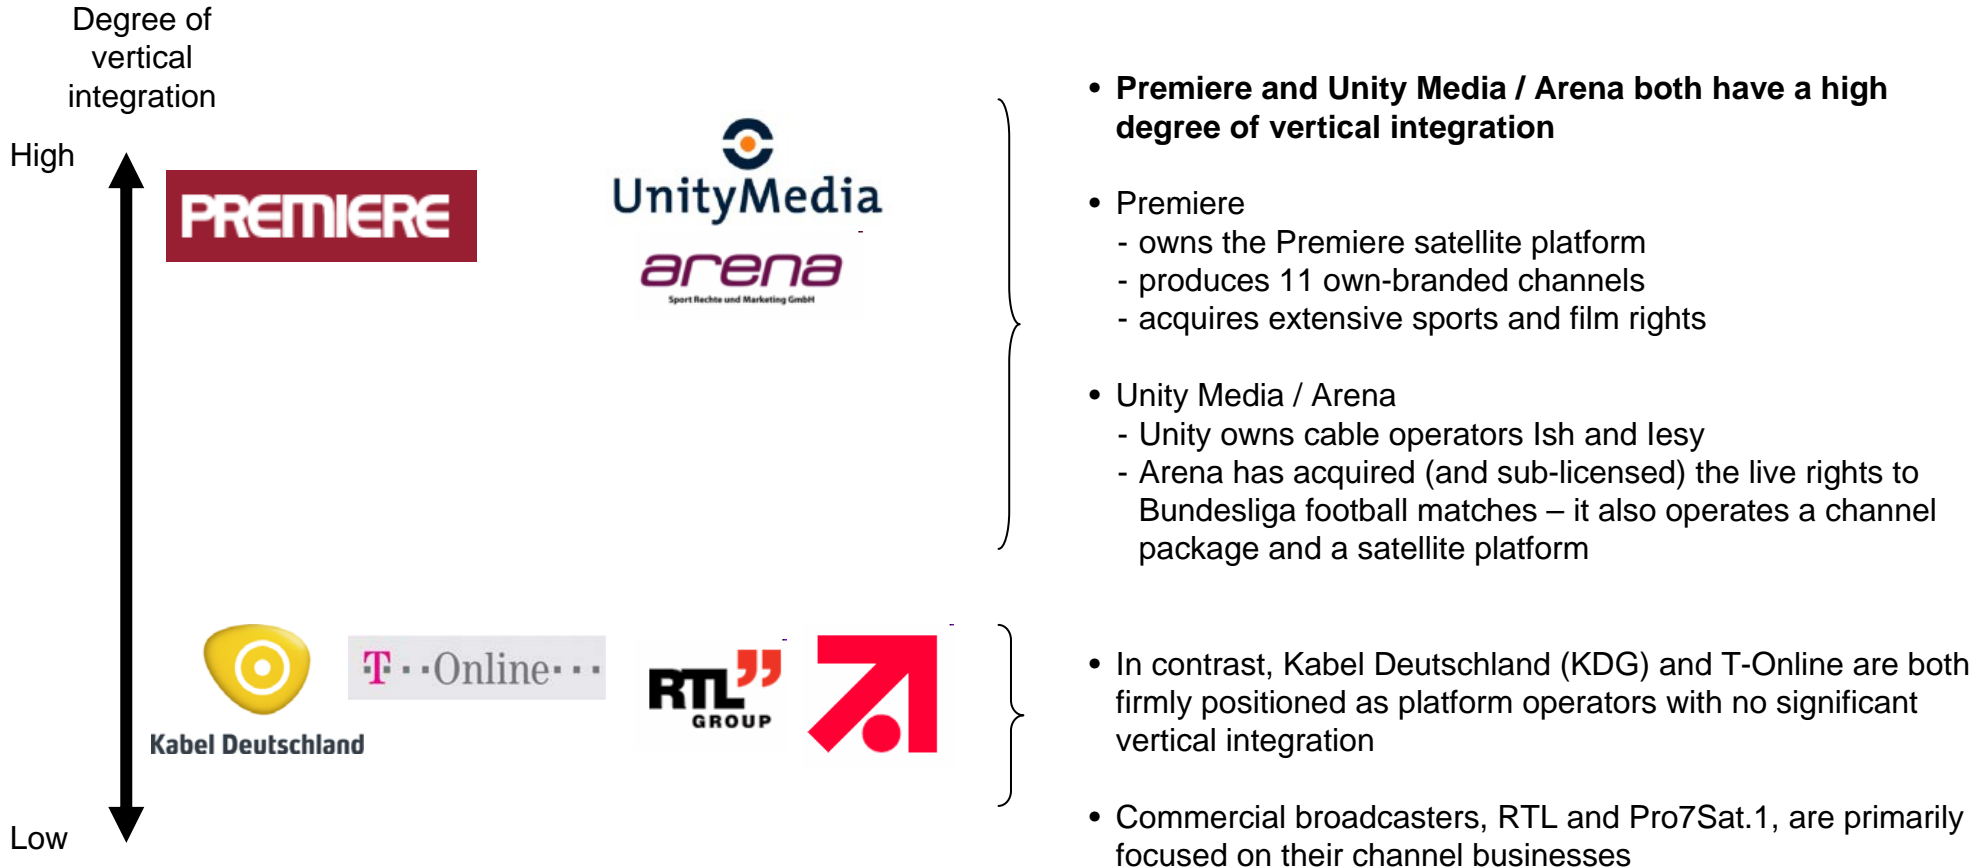 Degree of
vertical
integration
High
PREMIERE
UnityMedia
arena
Sport Rechte und Marketing GmbH
• Premiere and Unity Media / Arena both have a high
degree of vertical integration
• Premiere
- owns the Premiere satellite platform
- produces 11 own-branded channels
- acquires extensive sports and film rights
• Unity Media / Arena
- Unity owns cable operators Ish and Iesy
- Arena has acquired (and sub-licensed) the live rights to
Bundesliga football matches – it also operates a channel
package and a satellite platform
Kabel Deutschland
T··Online···
RTL
GROUP
• In contrast, Kabel Deutschland (KDG) and T-Online are both
firmly positioned as platform operators with no significant
vertical integration
• Commercial broadcasters, RTL and Pro7Sat.1, are primarily
focused on their channel businesses
Low